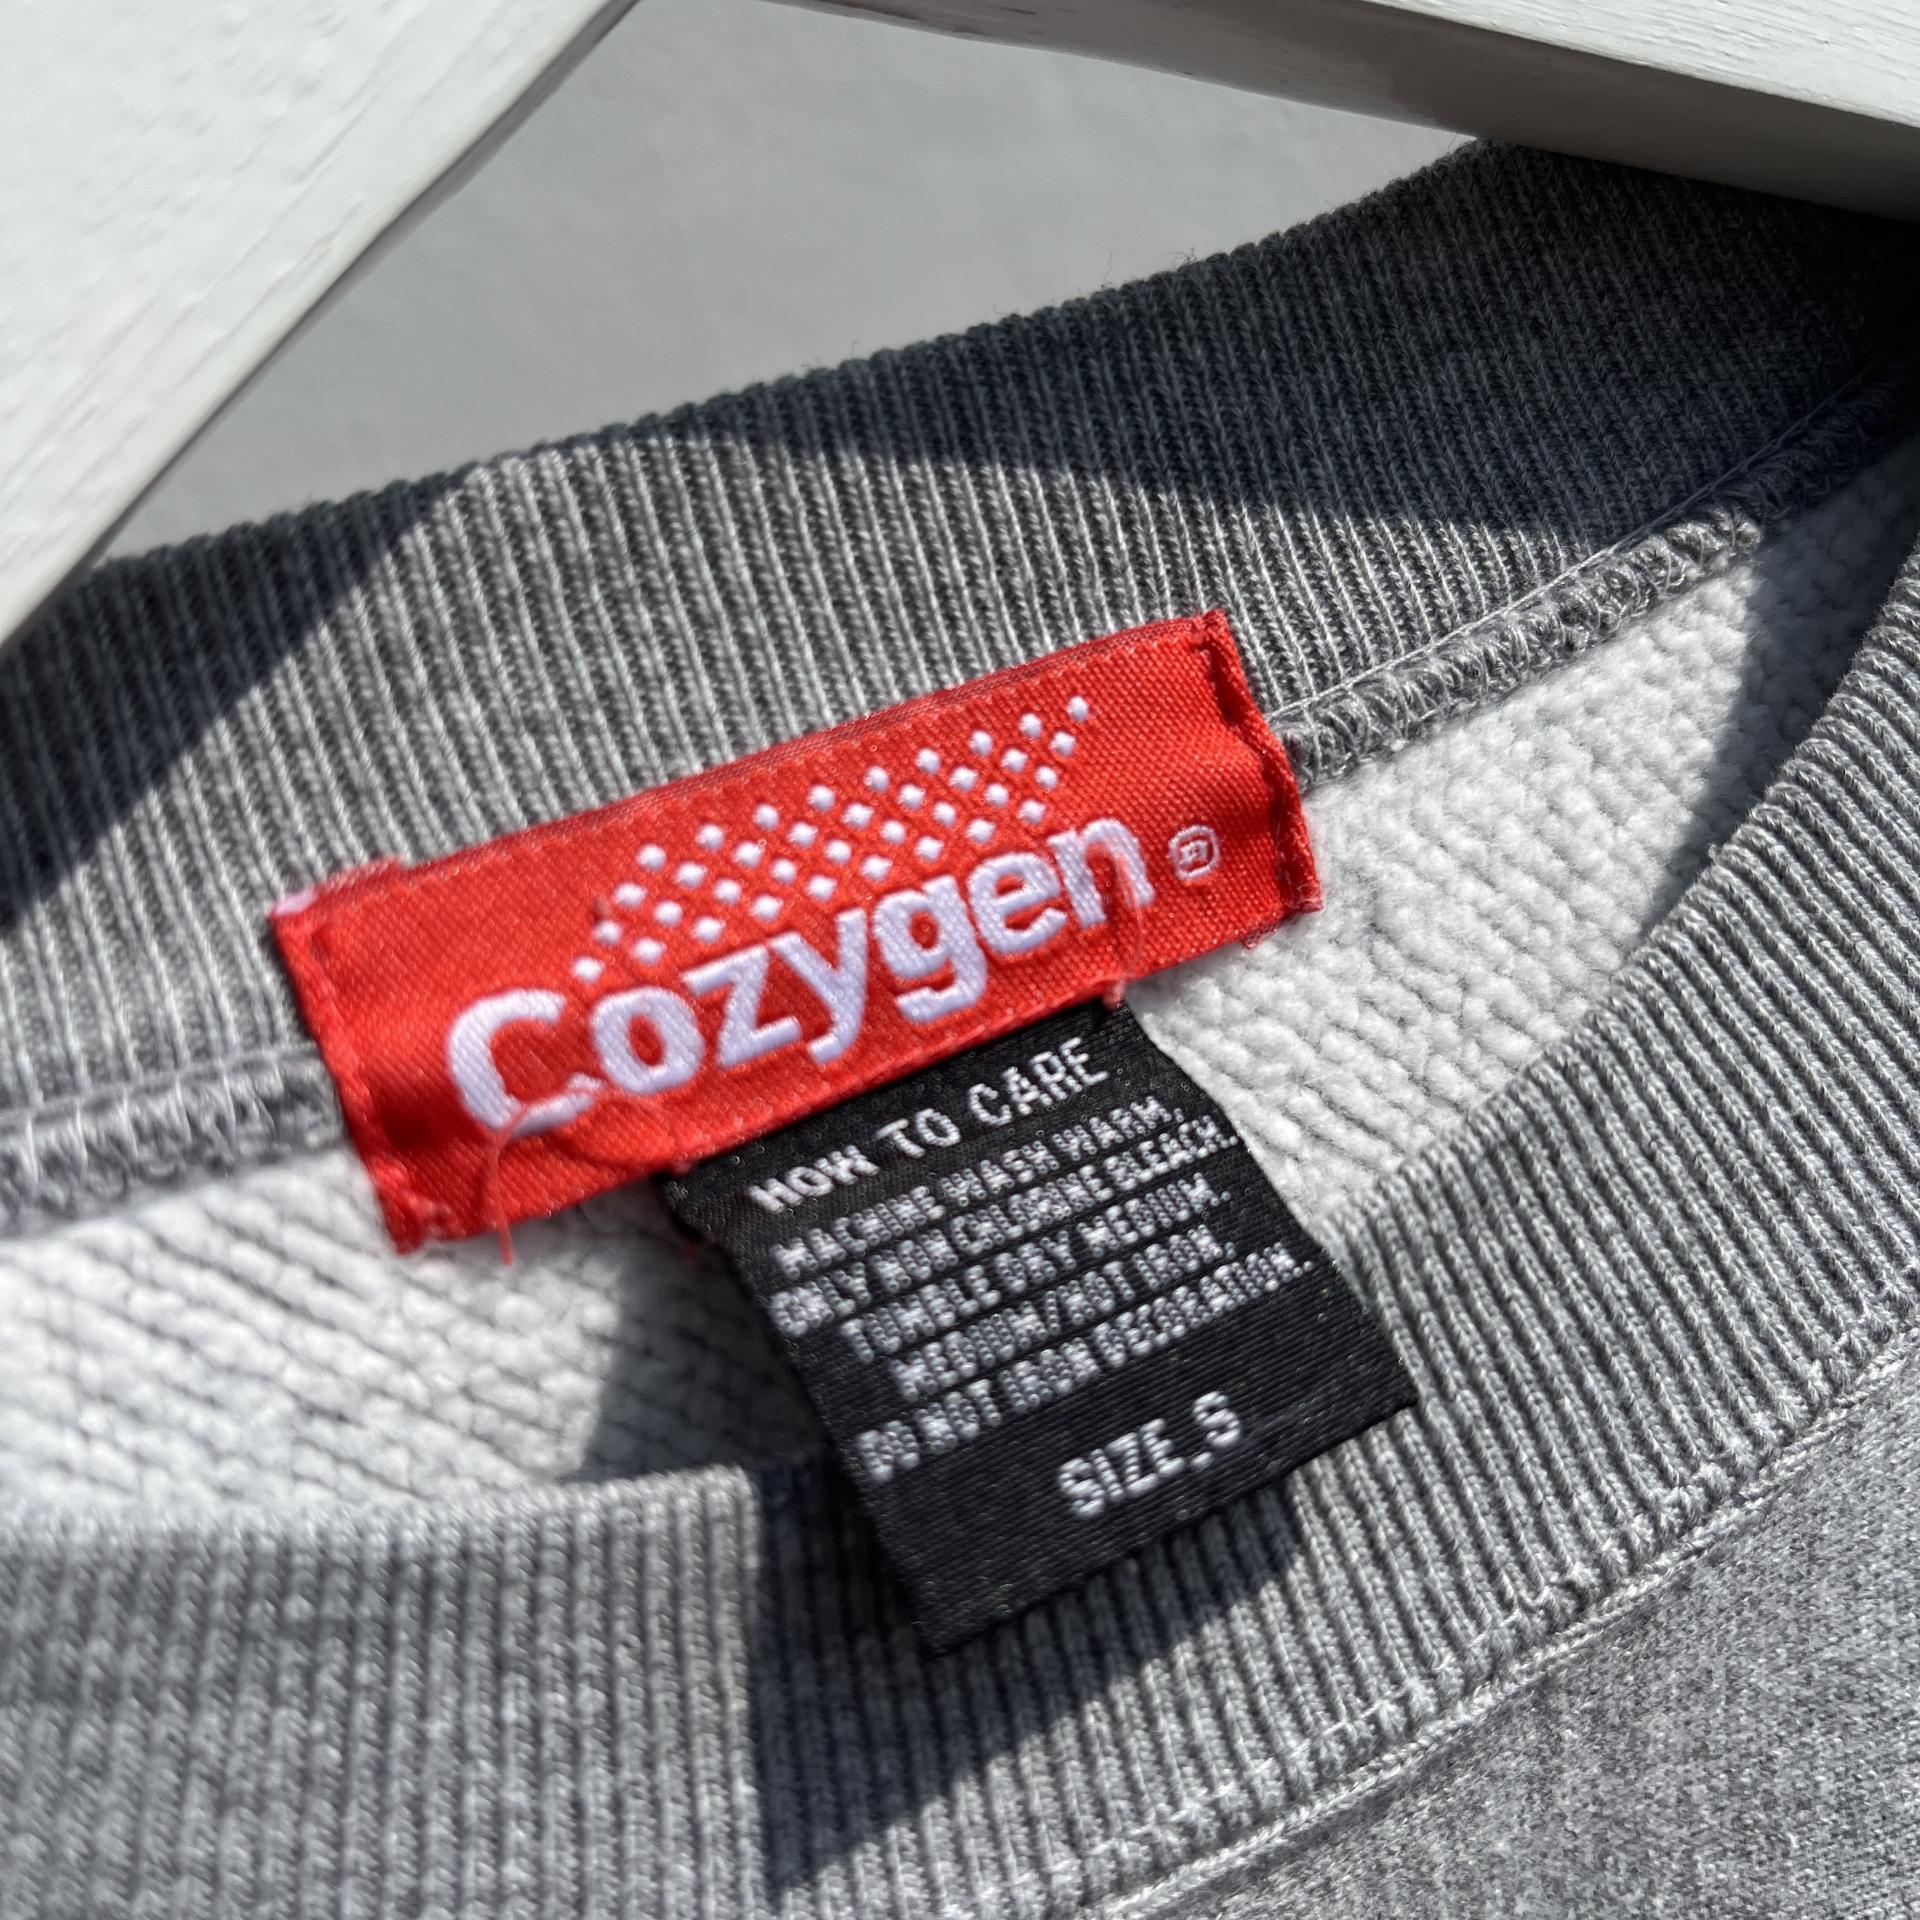 Cozygen ®
HOW TO CARE
MACHINE WASH WARM.
ONLY NON CHLORINE BLEACH.
TUMBLE DRY MEDIUM.
MEDIUM/HOT IRON.
DO NOT IRON DECORATION.
SIZE_S